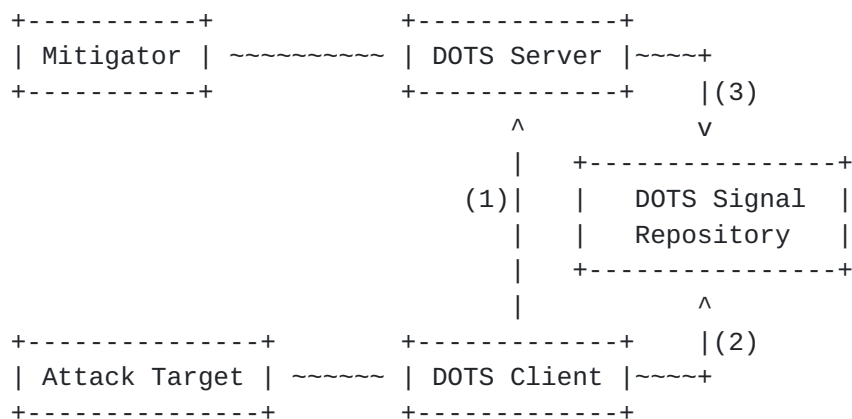 +-----------+ +-------------+
| Mitigator | ~~~~~~~~~~ | DOTS Server |~~~~+
+-----------+ +-------------+ |(3)
^ v
| +----------------+
(1)| | DOTS Signal |
| | Repository |
| +----------------+
| ^
+---------------+ +-------------+ |(2)
| Attack Target | ~~~~~~ | DOTS Client |~~~~+
+---------------+ +-------------+